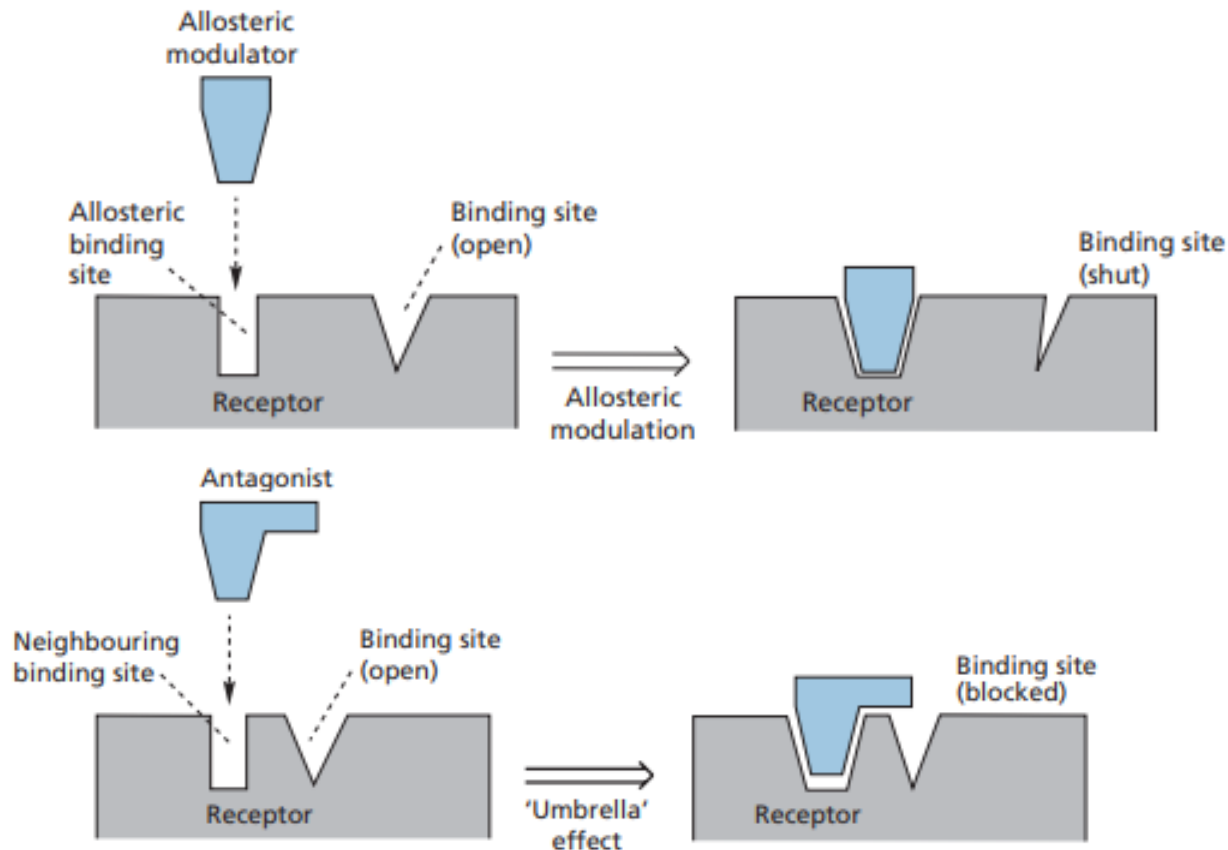 Allosteric
modulator
Allosteric
binding
site
Binding site
(open)
Receptor
Allosteric
modulation
Binding site
(shut)
Receptor
Antagonist
Neighbouring
binding site
Binding site
(open)
Receptor
‘Umbrella’
effect
Binding site
(blocked)
Receptor